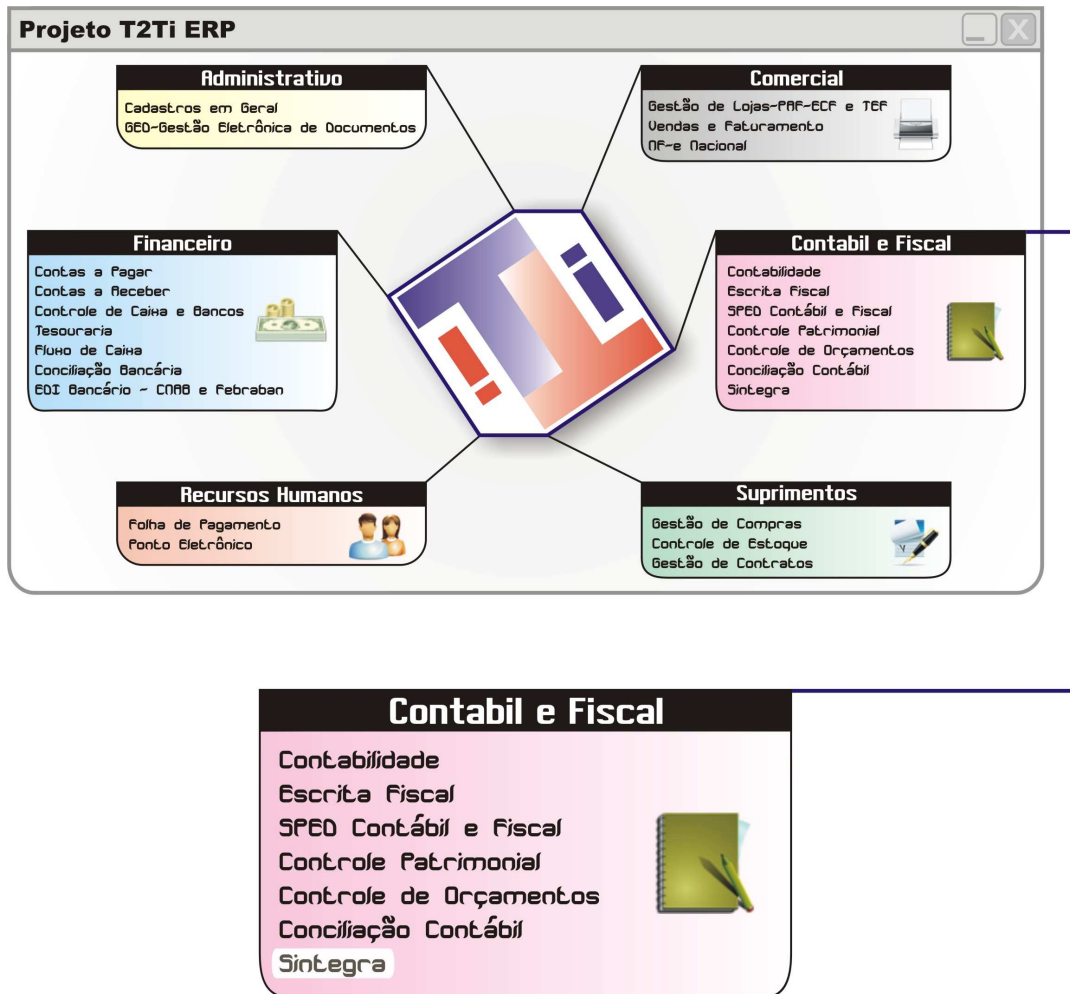 Projeto T2Ti ERP
Administrativo
Cadastros em Geral
GED-Gestão Eletrônica de Documentos
Comercial
Gestão de Lojas-PAF-ECF e TEF
Vendas e Faturamento
NF-e Nacional
Financeiro
Contas a Pagar
Contas a Receber
Controle de Caixa e Bancos
Tesouraria
Fluxo de Caixa
Conciliação Bancária
EDI Bancário - CNAB e Febraban
Contabil e Fiscal
Contabilidade
Escrita Fiscal
SPED Contábil e Fiscal
Controle Patrimonial
Controle de Orçamentos
Conciliação Contábil
Sintegra
Recursos Humanos
Folha de Pagamento
Ponto Eletrônico
Suprimentos
Gestão de Compras
Controle de Estoque
Gestão de Contratos
Contabil e Fiscal
Contabilidade
Escrita Fiscal
SPED Contábil e Fiscal
Controle Patrimonial
Controle de Orçamentos
Conciliação Contábil
Sintegra